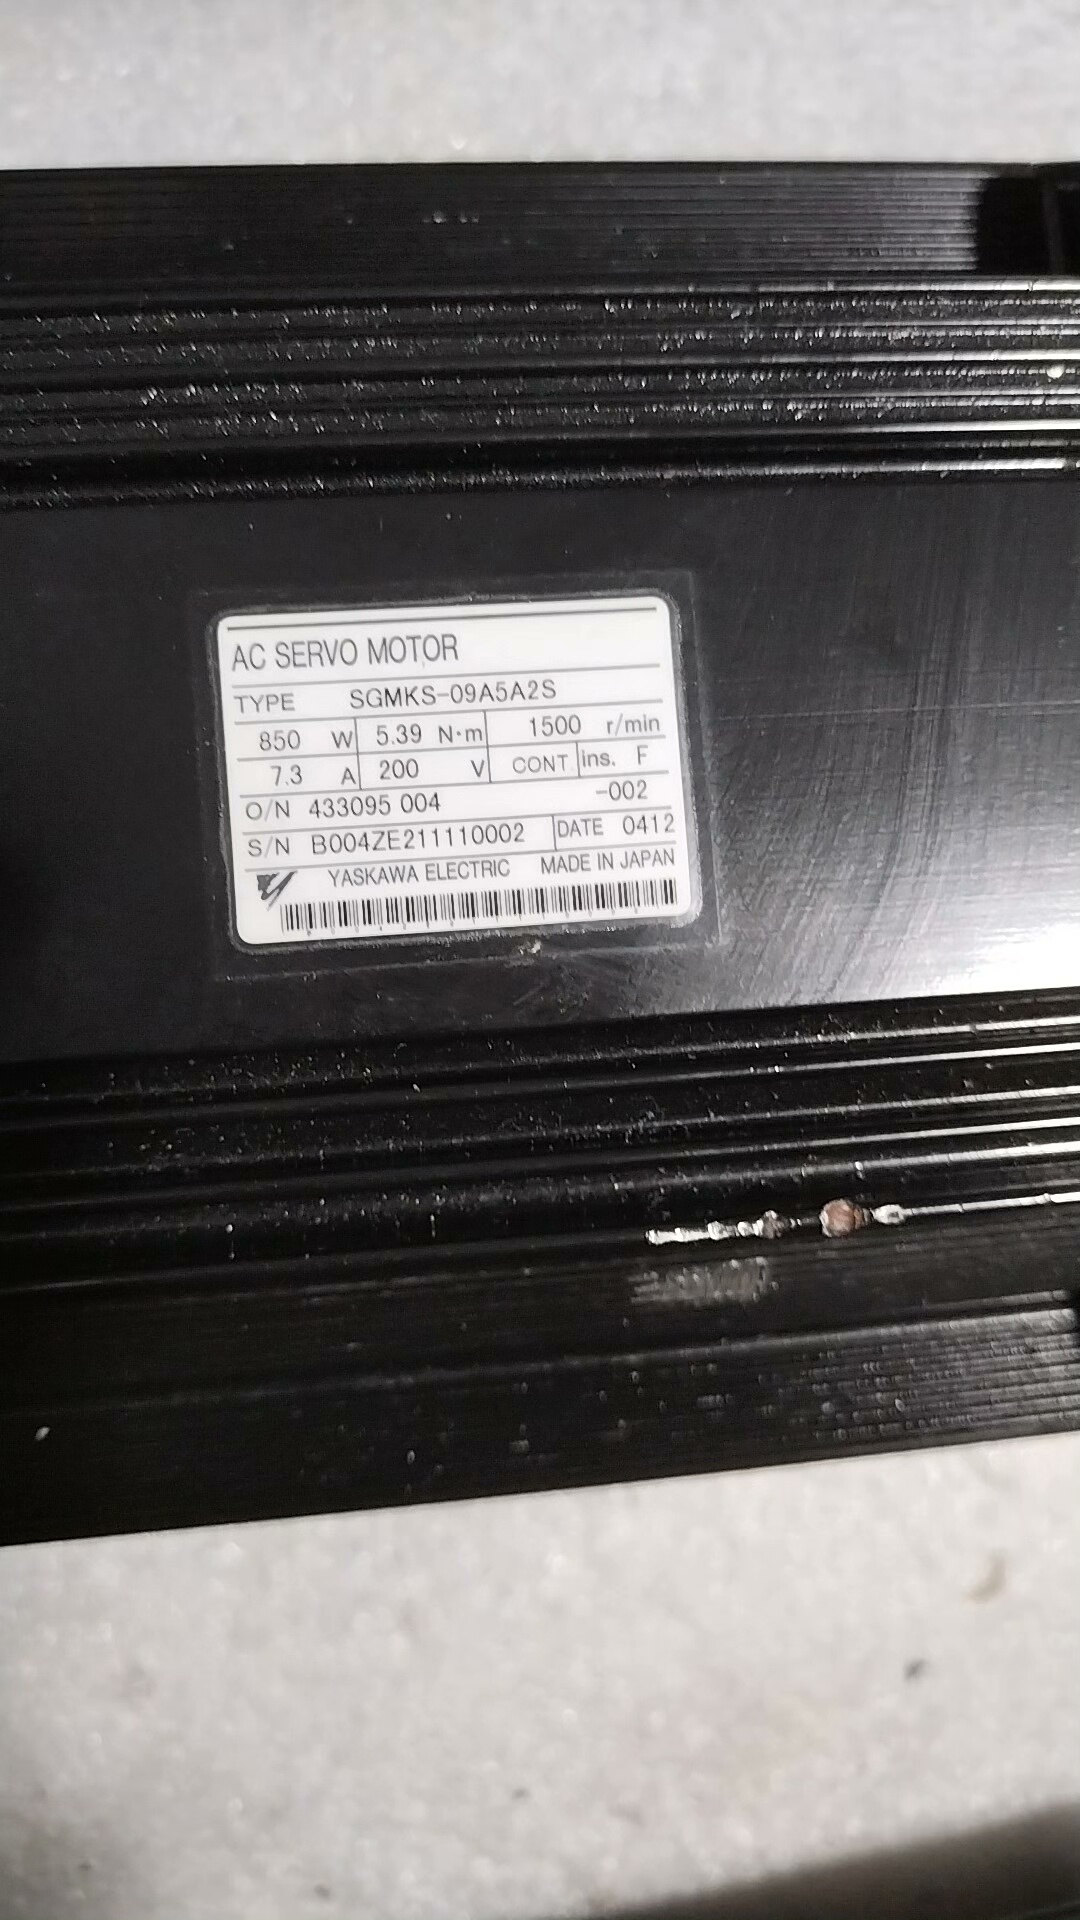 AC SERVO MOTOR
TYPE SGMKS-09A5A2S
850 W 5.39 N·m 1500 r/min
7.3 A 200 V CONT. ins. F
O/N 433095 004 -002
S/N B004ZE211110002 DATE 0412
YASKAWA ELECTRIC MADE IN JAPAN